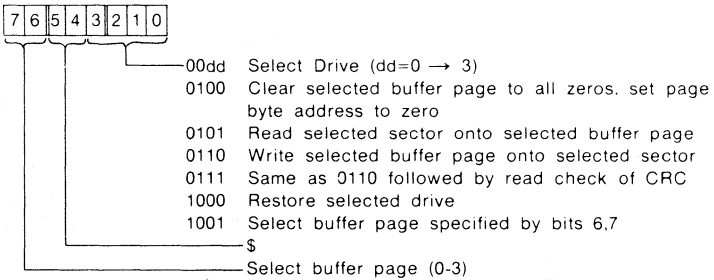 7 6 5 4 3 2 1 0
00dd Select Drive (dd=0 → 3)
0100 Clear selected buffer page to all zeros. set page
byte address to zero
0101 Read selected sector onto selected buffer page
0110 Write selected buffer page onto selected sector
0111 Same as 0110 followed by read check of CRC
1000 Restore selected drive
1001 Select buffer page specified by bits 6,7
$
Select buffer page (0-3)